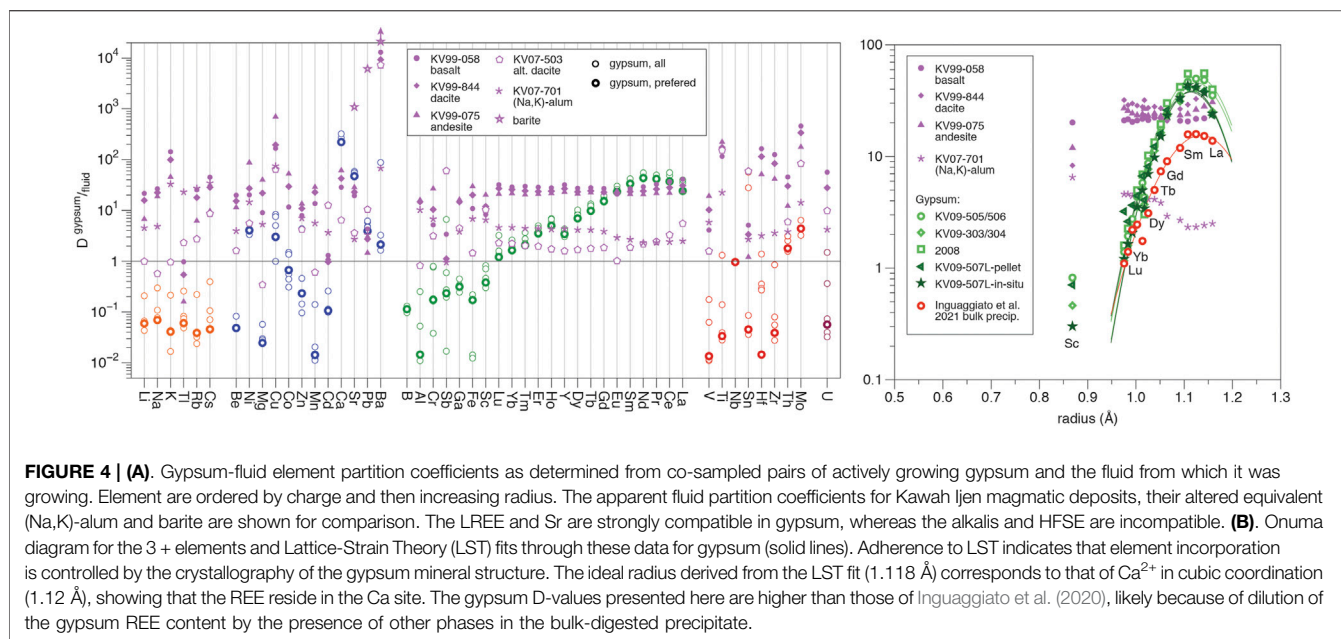 D gypsum/fluid
10⁴
10³
10²
10¹
1
10⁻¹
10⁻²
KV99-058
basalt
KV99-844
dacite
KV99-075
andesite
KV07-503
alt. dacite
KV07-701
(Na,K)-alum
barite
gypsum, all
gypsum, prefered
Li Na K Tl Rb Cs Be Ni Mg Cu Co Zn Mn Cd Ca Sr Pb Ba B Al Cr Sb Ga Fe Sc Lu Yb Tm Er Ho Y Dy Tb Gd Eu Sm Nd Pr Ce La V Ti Nb Sn Hf Zr Th Mo U
100
10
1
0.1
KV99-058
basalt
KV99-844
dacite
KV99-075
andesite
KV07-701
(Na,K)-alum
Gypsum:
KV09-505/506
KV09-303/304
2008
KV09-507L-pellet
KV09-507L-in-situ
Inguaggiato et al.
2021 bulk precip.
Sc
Lu
Yb
Dy
Tb
Gd
Sm
La
0.5 0.6 0.7 0.8 0.9 1.0 1.1 1.2 1.3
radius (Å)
FIGURE 4 | (A). Gypsum-fluid element partition coefficients as determined from co-sampled pairs of actively growing gypsum and the fluid from which it was
growing. Element are ordered by charge and then increasing radius. The apparent fluid partition coefficients for Kawah Ijen magmatic deposits, their altered equivalent
(Na,K)-alum and barite are shown for comparison. The LREE and Sr are strongly compatible in gypsum, whereas the alkalis and HFSE are incompatible. (B). Onuma
diagram for the 3 + elements and Lattice-Strain Theory (LST) fits through these data for gypsum (solid lines). Adherence to LST indicates that element incorporation
is controlled by the crystallography of the gypsum mineral structure. The ideal radius derived from the LST fit (1.118 Å) corresponds to that of Ca²⁺ in cubic coordination
(1.12 Å), showing that the REE reside in the Ca site. The gypsum D-values presented here are higher than those of Inguaggiato et al. (2020), likely because of dilution of
the gypsum REE content by the presence of other phases in the bulk-digested precipitate.